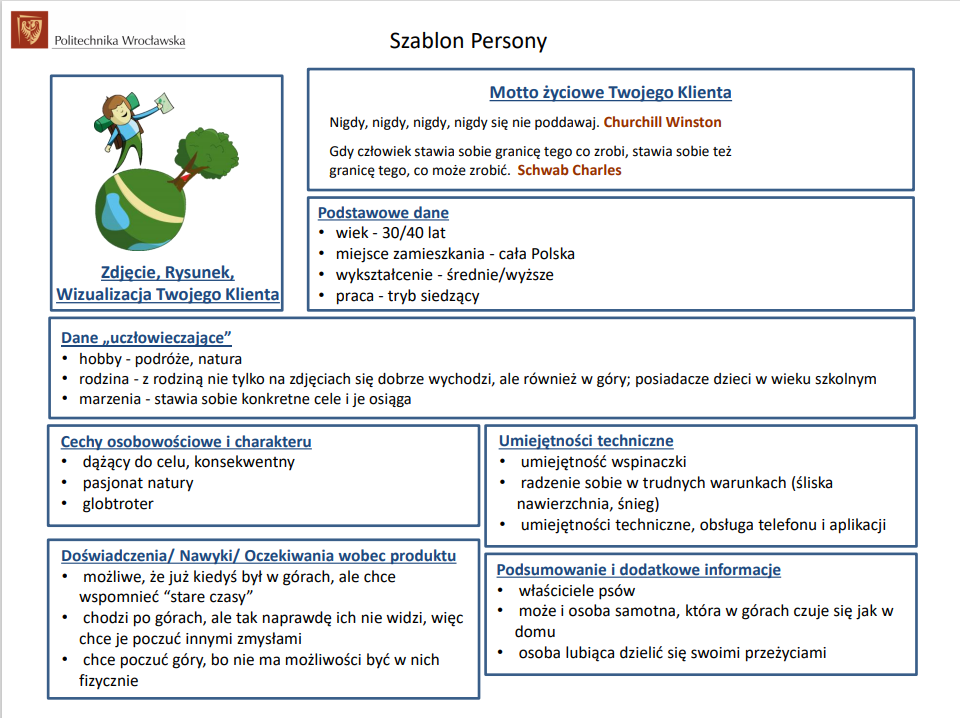 Politechnika Wrocławska
Szablon Persony
Zdjęcie, Rysunek,
Wizualizacja Twojego Klienta
Motto życiowe Twojego Klienta
Nigdy, nigdy, nigdy, nigdy się nie poddawaj. Churchill Winston
Gdy człowiek stawia sobie granicę tego co zrobi, stawia sobie też
granicę tego, co może zrobić. Schwab Charles
Podstawowe dane
• wiek - 30/40 lat
• miejsce zamieszkania - cała Polska
• wykształcenie - średnie/wyższe
• praca - tryb siedzący
Dane „uczłowieczające”
• hobby - podróże, natura
• rodzina - z rodziną nie tylko na zdjęciach się dobrze wychodzi, ale również w góry; posiadacze dzieci w wieku szkolnym
• marzenia - stawia sobie konkretne cele i je osiąga
Cechy osobowościowe i charakteru
• dążący do celu, konsekwentny
• pasjonat natury
• globtroter
Umiejętności techniczne
• umiejętność wspinaczki
• radzenie sobie w trudnych warunkach (śliska
nawierzchnia, śnieg)
• umiejętności techniczne, obsługa telefonu i aplikacji
Doświadczenia/ Nawyki/ Oczekiwania wobec produktu
• możliwe, że już kiedyś był w górach, ale chce
wspomnieć “stare czasy”
• chodzi po górach, ale tak naprawdę ich nie widzi, więc
chce je poczuć innymi zmysłami
• chce poczuć góry, bo nie ma możliwości być w nich
fizycznie
Podsumowanie i dodatkowe informacje
• właściciele psów
• może i osoba samotna, która w górach czuje się jak w
domu
• osoba lubiąca dzielić się swoimi przeżyciami